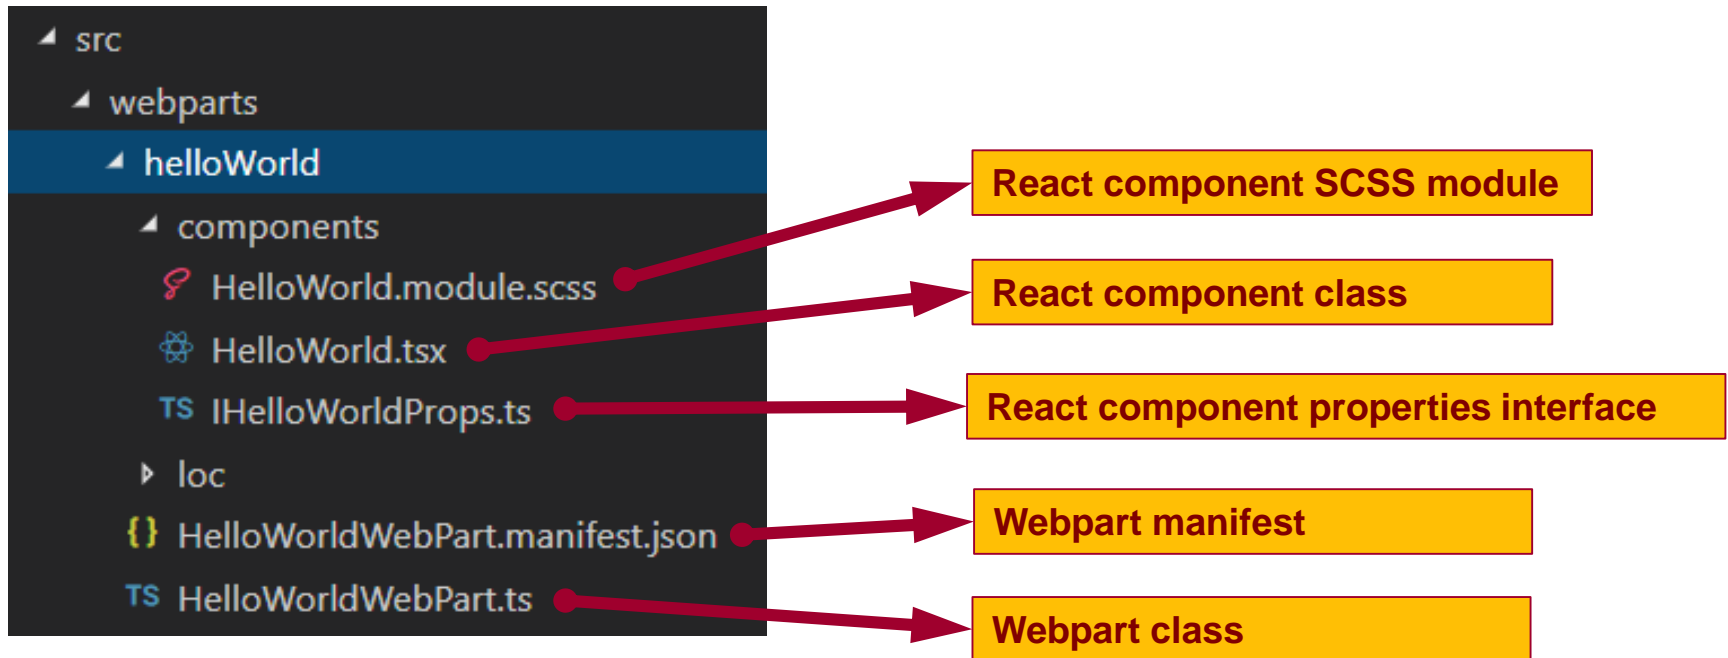 src
webparts
helloWorld
components
HelloWorld.module.scss
React component SCSS module
HelloWorld.tsx
React component class
TS IHelloWorldProps.ts
React component properties interface
loc
{} HelloWorldWebPart.manifest.json
Webpart manifest
TS HelloWorldWebPart.ts
Webpart class